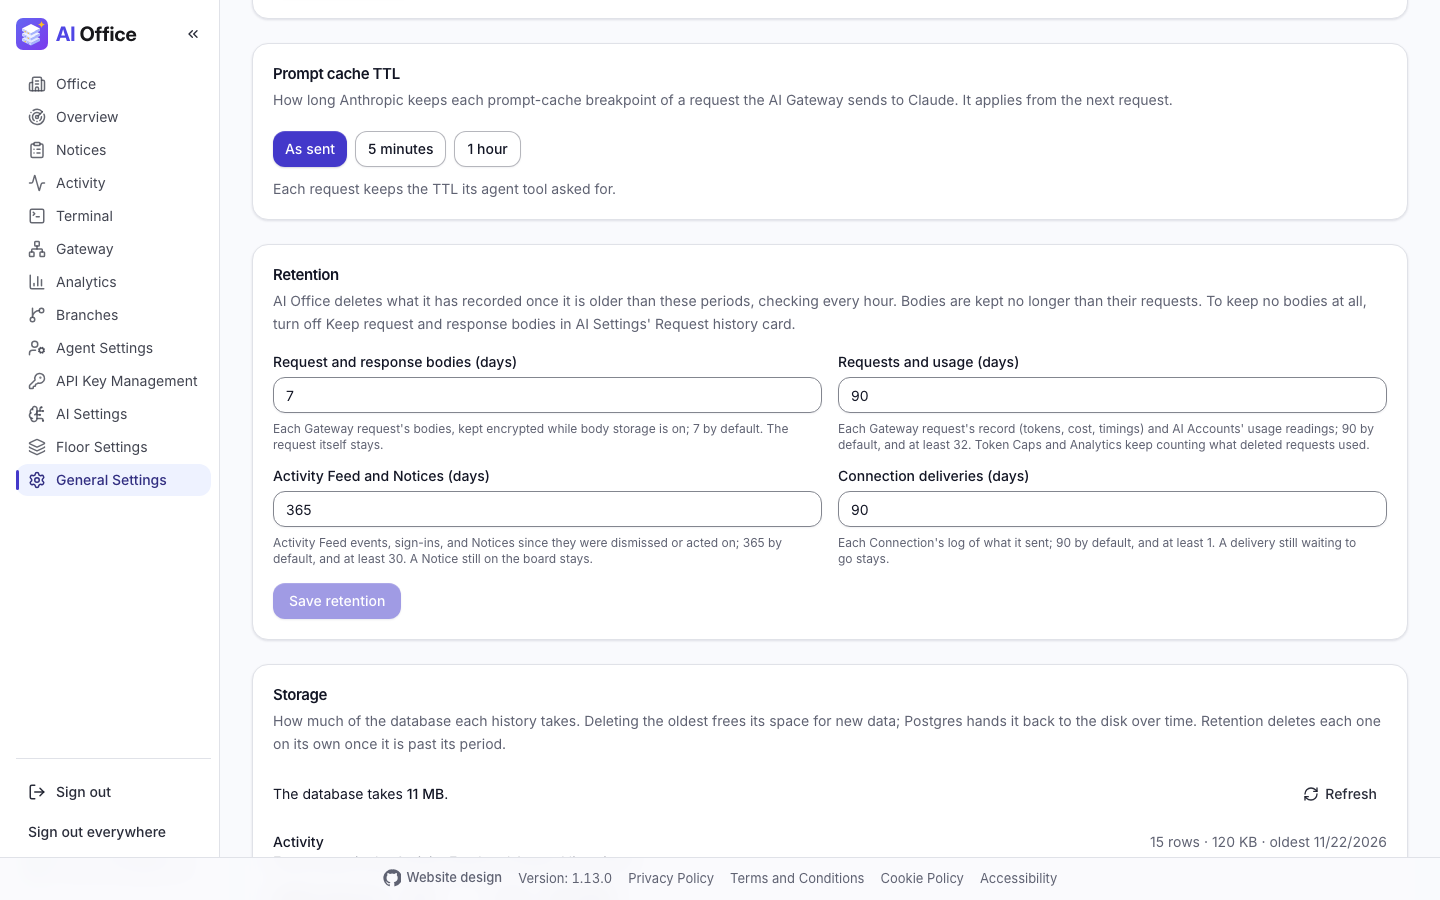 AI Office
Office
Overview
Notices
Activity
Terminal
Gateway
Analytics
Branches
Agent Settings
API Key Management
AI Settings
Floor Settings
General Settings
Sign out
Sign out everywhere
Prompt cache TTL
How long Anthropic keeps each prompt-cache breakpoint of a request the AI Gateway sends to Claude. It applies from the next request.
As sent
5 minutes
1 hour
Each request keeps the TTL its agent tool asked for.
Retention
AI Office deletes what it has recorded once it is older than these periods, checking every hour. Bodies are kept no longer than their requests. To keep no bodies at all,
turn off Keep request and response bodies in AI Settings' Request history card.
Request and response bodies (days)
7
Each Gateway request's bodies, kept encrypted while body storage is on; 7 by default. The
request itself stays.
Requests and usage (days)
90
Each Gateway request's record (tokens, cost, timings) and AI Accounts' usage readings; 90 by
default, and at least 32. Token Caps and Analytics keep counting what deleted requests used.
Activity Feed and Notices (days)
365
Activity Feed events, sign-ins, and Notices since they were dismissed or acted on; 365 by
default, and at least 30. A Notice still on the board stays.
Connection deliveries (days)
90
Each Connection's log of what it sent; 90 by default, and at least 1. A delivery still waiting to
go stays.
Save retention
Storage
How much of the database each history takes. Deleting the oldest frees its space for new data; Postgres hands it back to the disk over time. Retention deletes each one
on its own once it is past its period.
The database takes 11 MB.
Refresh
Activity
15 rows · 120 KB · oldest 11/22/2026
Website design
Version: 1.13.0
Privacy Policy
Terms and Conditions
Cookie Policy
Accessibility